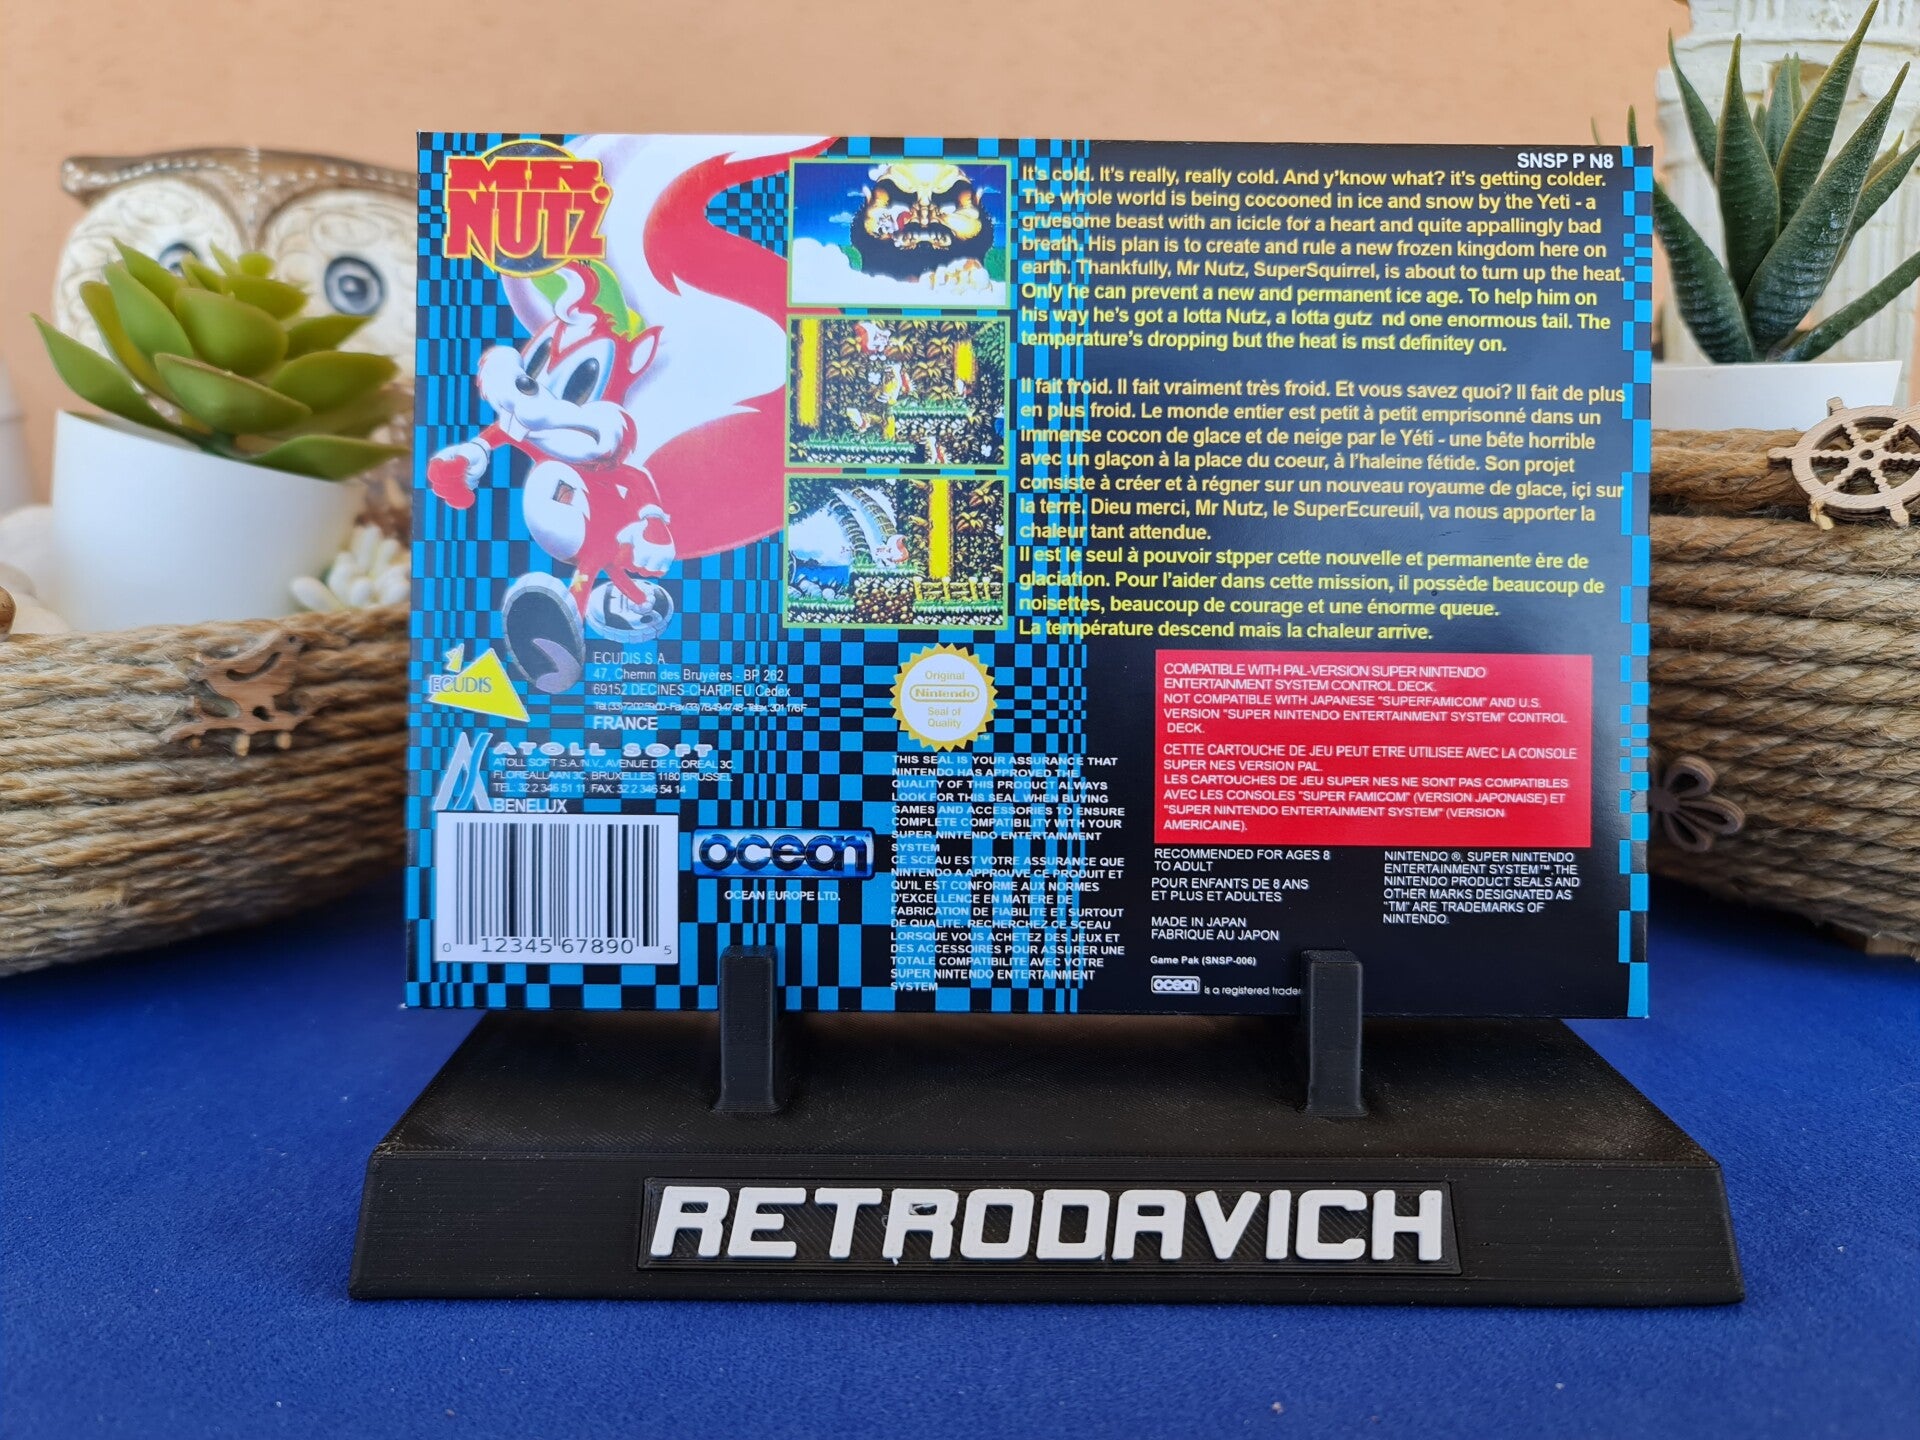 MR.
NUTZ
™
SNSP P N8
It's cold. It's really, really cold. And y'know what? it's getting colder.
The whole world is being cocooned in ice and snow by the Yeti - a
gruesome beast with an icicle for a heart and quite appallingly bad
breath. His plan is to create and rule a new frozen kingdom here on
earth. Thankfully, Mr Nutz, SuperSquirrel, is about to turn up the heat.
Only he can prevent a new and permanent ice age. To help him on
his way he's got a lotta Nutz, a lotta gutz nd one enormous tail. The
temperature's dropping but the heat is mst definitey on.
Il fait froid. Il fait vraiment très froid. Et vous savez quoi? Il fait de plus
en plus froid. Le monde entier est petit à petit emprisonné dans un
immense cocon de glace et de neige par le Yéti - une bête horrible
avec un glaçon à la place du coeur, à l'haleine fétide. Son projet
consiste à créer et à régner sur un nouveau royaume de glace, içi sur
la terre. Dieu merci, Mr Nutz, le SuperEcureuil, va nous apporter la
chaleur tant attendue.
Il est le seul à pouvoir stpper cette nouvelle et permanente ère de
glaciation. Pour l'aider dans cette mission, il possède beaucoup de
noisettes, beaucoup de courage et une énorme queue.
La température descend mais la chaleur arrive.
ECUDIS
ECUDIS S A.
47, Chemin des Bruyères - BP 262
69152 DECINES-CHARPIEU Cedex
FRANCE
ATOLL SOFT
ATOLL SOFT S.A./N.V., AVENUE DE FLOREAL 3C,
FLOREALLAAN 3C, BRUXELLES 1180 BRUSSEL
TEL: 32 2 346 51 11, FAX: 32 2 346 54 14
BENELUX
0 12345 67890 5
ocean
OCEAN EUROPE LTD.
Original
Nintendo
Seal of
Quality
™
THIS SEAL IS YOUR ASSURANCE THAT
NINTENDO HAS APPROVED THE
QUALITY OF THIS PRODUCT ALWAYS
LOOK FOR THIS SEAL WHEN BUYING
GAMES AND ACCESSORIES TO ENSURE
COMPLETE COMPATIBILITY WITH YOUR
SUPER NINTENDO ENTERTAINMENT
SYSTEM
CE SCEAU EST VOTRE ASSURANCE QUE
NINTENDO A APPROUVE CE PRODUIT ET
QU'IL EST CONFORME AUX NORMES
D'EXCELLENCE EN MATIERE DE
FABRICATION DE FIABILITE ET SURTOUT
DE QUALITE. RECHERCHEZ CE SCEAU
LORSQUE VOUS ACHETEZ DES JEUX ET
DES ACCESSOIRES POUR ASSURER UNE
TOTALE COMPATIBILITE AVEC VOTRE
SUPER NINTENDO ENTERTAINMENT
SYSTEM
COMPATIBLE WITH PAL-VERSION SUPER NINTENDO
ENTERTAINMENT SYSTEM CONTROL DECK.
NOT COMPATIBLE WITH JAPANESE "SUPERFAMICOM" AND U.S.
VERSION "SUPER NINTENDO ENTERTAINMENT SYSTEM" CONTROL
DECK.
CETTE CARTOUCHE DE JEU PEUT ETRE UTILISEE AVEC LA CONSOLE
SUPER NES VERSION PAL.
LES CARTOUCHES DE JEU SUPER NES NE SONT PAS COMPATIBLES
AVEC LES CONSOLES "SUPER FAMICOM" (VERSION JAPONAISE) ET
"SUPER NINTENDO ENTERTAINMENT SYSTEM" (VERSION
AMERICAINE).
RECOMMENDED FOR AGES 8
TO ADULT
POUR ENFANTS DE 8 ANS
ET PLUS ET ADULTES
MADE IN JAPAN
FABRIQUE AU JAPON
Game Pak (SNSP-006)
ocean is a registered trade
NINTENDO ®, SUPER NINTENDO
ENTERTAINMENT SYSTEM™.THE
NINTENDO PRODUCT SEALS AND
OTHER MARKS DESIGNATED AS
"TM" ARE TRADEMARKS OF
NINTENDO.
RETRODAVICH